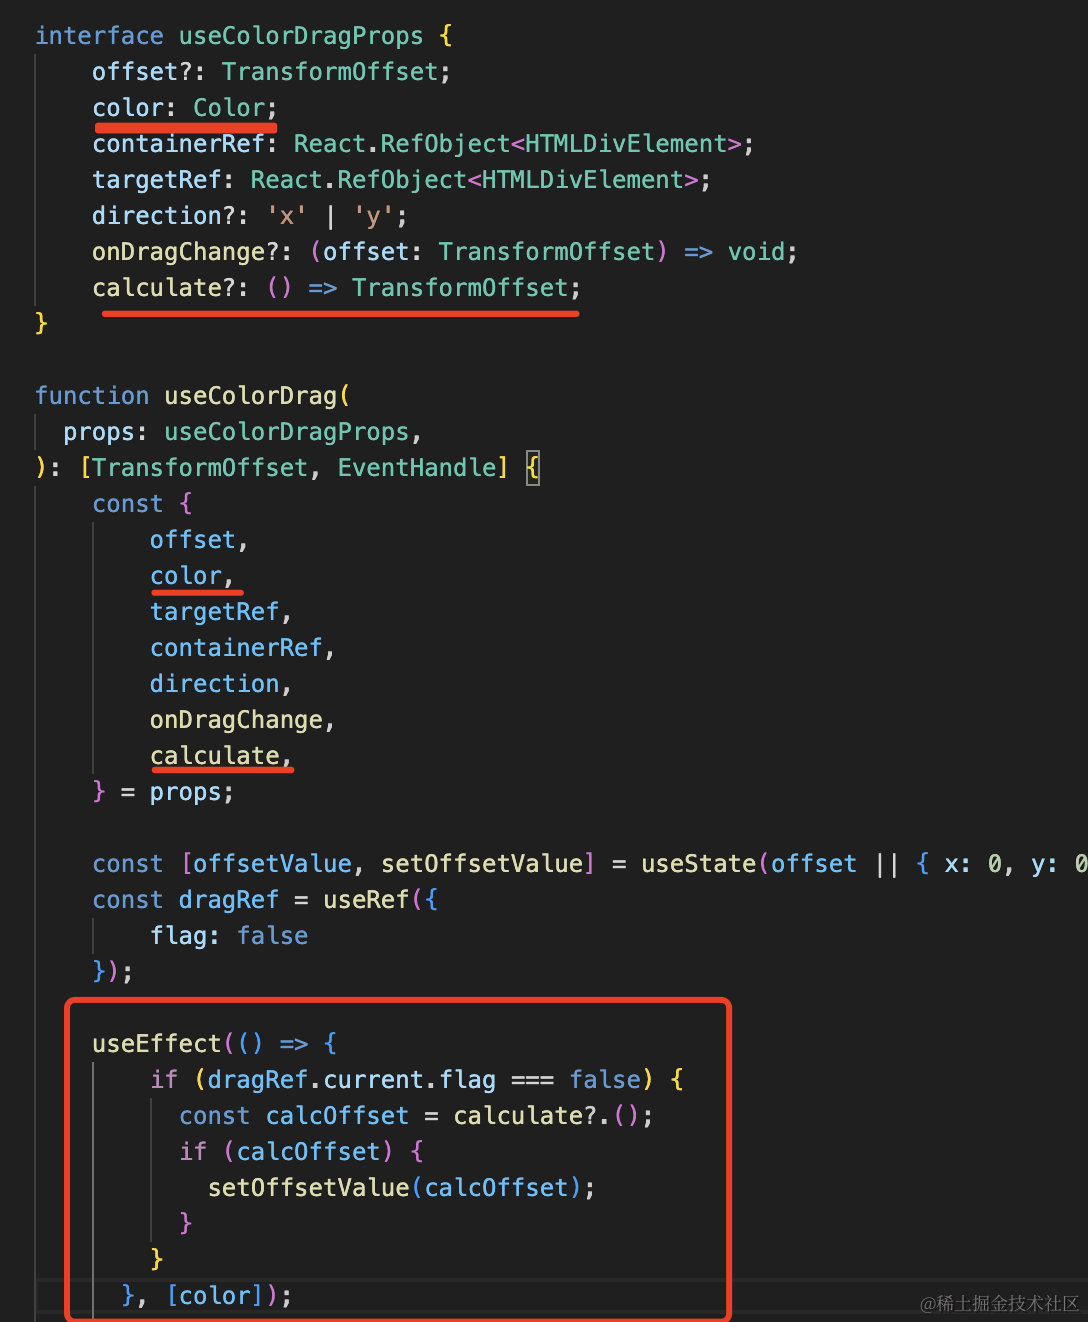 interface useColorDragProps {
    offset?: TransformOffset;
    color: Color;
    containerRef: React.RefObject<HTMLDivElement>;
    targetRef: React.RefObject<HTMLDivElement>;
    direction?: 'x' | 'y';
    onDragChange?: (offset: TransformOffset) => void;
    calculate?: () => TransformOffset;
}
function useColorDrag(
  props: useColorDragProps,
): [TransformOffset, EventHandle] {
    const {
        offset,
        color,
        targetRef,
        containerRef,
        direction,
        onDragChange,
        calculate,
    } = props;
    const [offsetValue, setOffsetValue] = useState(offset || { x: 0, y: 0
    const dragRef = useRef({
        flag: false
    });
    useEffect(() => {
        if (dragRef.current.flag === false) {
          const calcOffset = calculate?.();
          if (calcOffset) {
            setOffsetValue(calcOffset);
          }
        }
      }, [color]);
@稀土掘金技术社区